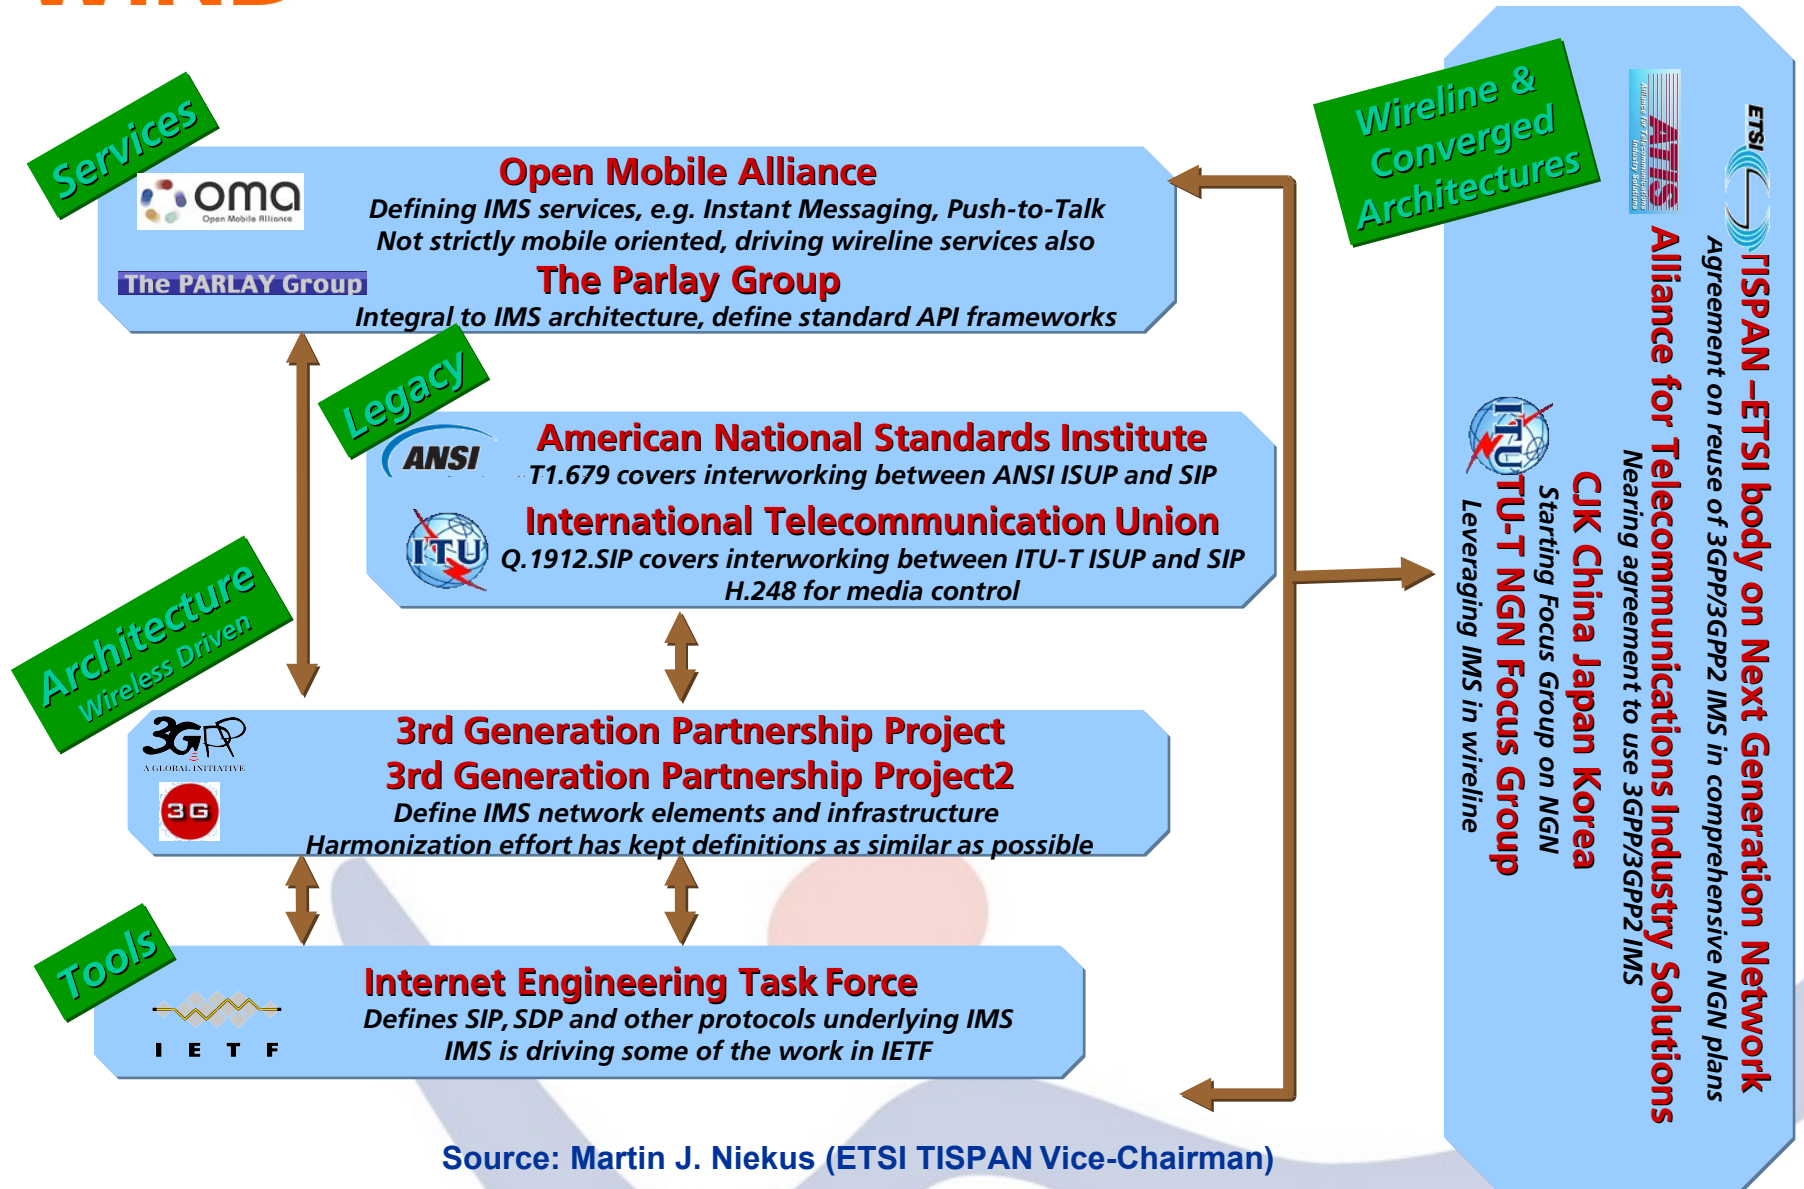 WIND
Services
oma
Open Mobile Alliance
Open Mobile Alliance
Defining IMS services, e.g. Instant Messaging, Push-to-Talk
Not strictly mobile oriented, driving wireline services also
The PARLAY Group
The Parlay Group
Integral to IMS architecture, define standard API frameworks
Legacy
ANSI
American National Standards Institute
T1.679 covers interworking between ANSI ISUP and SIP
ITU
International Telecommunication Union
Q.1912.SIP covers interworking between ITU-T ISUP and SIP
H.248 for media control
Architecture
Wireless Driven
3GPP
A GLOBAL INITIATIVE
3G
3rd Generation Partnership Project
3rd Generation Partnership Project2
Define IMS network elements and infrastructure
Harmonization effort has kept definitions as similar as possible
Tools
IETF
Internet Engineering Task Force
Defines SIP, SDP and other protocols underlying IMS
IMS is driving some of the work in IETF
Wireline &
Converged
Architectures
ETSI
TISPAN –ETSI body on Next Generation Network
Agreement on reuse of 3GPP/3GPP2 IMS in comprehensive NGN plans
ATIS
Alliance for Telecommunications
Industry Solutions
Alliance for Telecommunications Industry Solutions
Nearing agreement to use 3GPP/3GPP2 IMS
CJK China Japan Korea
Starting Focus Group on NGN
ITU
TU-T NGN Focus Group
Leveraging IMS in wireline
Source: Martin J. Niekus (ETSI TISPAN Vice-Chairman)